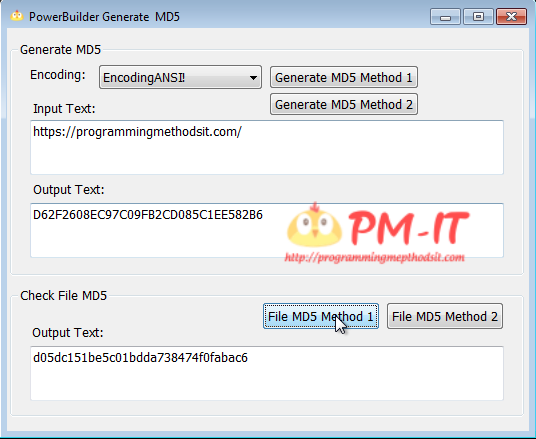 PowerBuilder Generate MD5
Generate MD5
Encoding:
EncodingANSI!
Generate MD5 Method 1
Generate MD5 Method 2
Input Text:
https://programmingmethodsit.com/
Output Text:
D62F2608EC97C09FB2CD085C1EE582B6
PM-IT
http://programmingmepthodsit.com
Check File MD5
File MD5 Method 1
File MD5 Method 2
Output Text:
d05dc151be5c01bdda738474f0fabac6